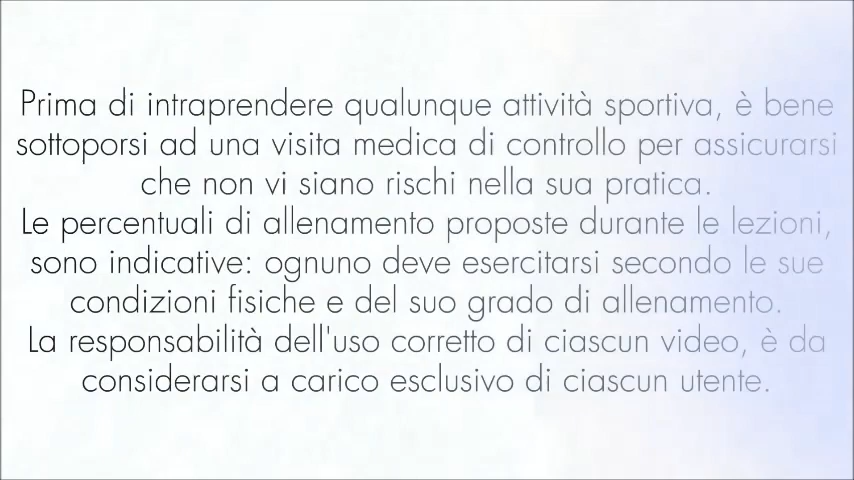 Prima di intraprendere qualunque attività sportiva, è bene
sottoporsi ad una visita medica di controllo per assicurarsi
che non vi siano rischi nella sua pratica.
Le percentuali di allenamento proposte durante le lezioni,
sono indicative: ognuno deve esercitarsi secondo le sue
condizioni fisiche e del suo grado di allenamento.
La responsabilità dell'uso corretto di ciascun video, è da
considerarsi a carico esclusivo di ciascun utente.